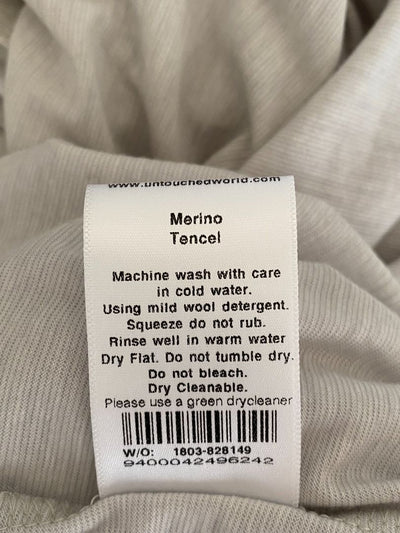 www.untouchedworld.com
Merino
Tencel
Machine wash with care
in cold water.
Using mild wool detergent.
Squeeze do not rub.
Rinse well in warm water
Dry Flat. Do not tumble dry.
Do not bleach.
Dry Cleanable.
Please use a green drycleaner
W/O: 1803-828149
9400042496242